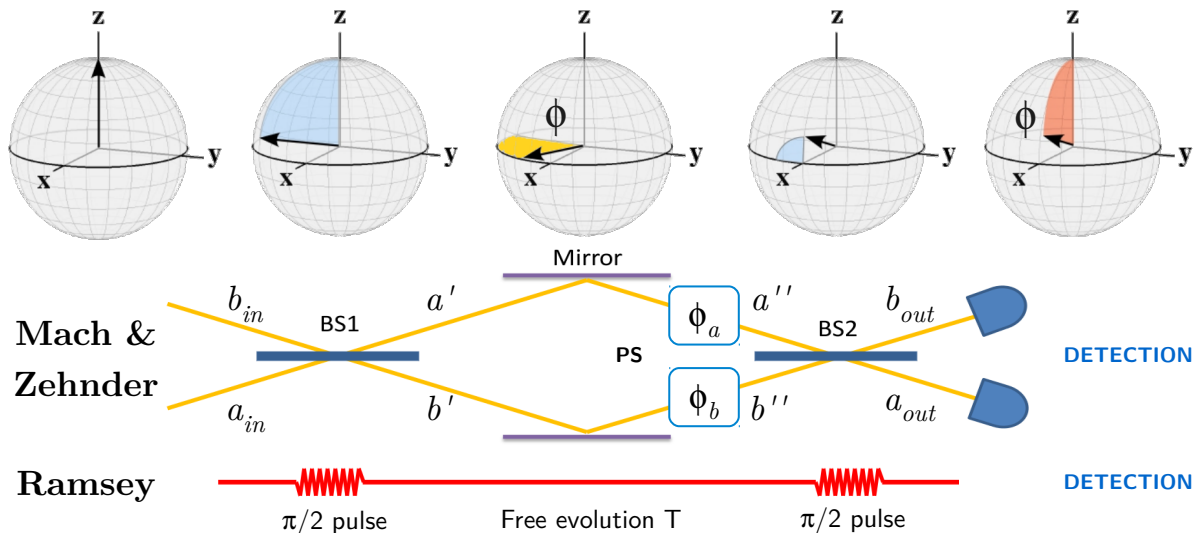 z z z z z
ϕ ϕ
y y y y y
x x x x x
Mirror
b_in a' ϕ_a a'' b_out
BS1 BS2
Mach &
Zehnder
PS
DETECTION
a_in b' ϕ_b b'' a_out
Ramsey
DETECTION
π/2 pulse Free evolution T π/2 pulse